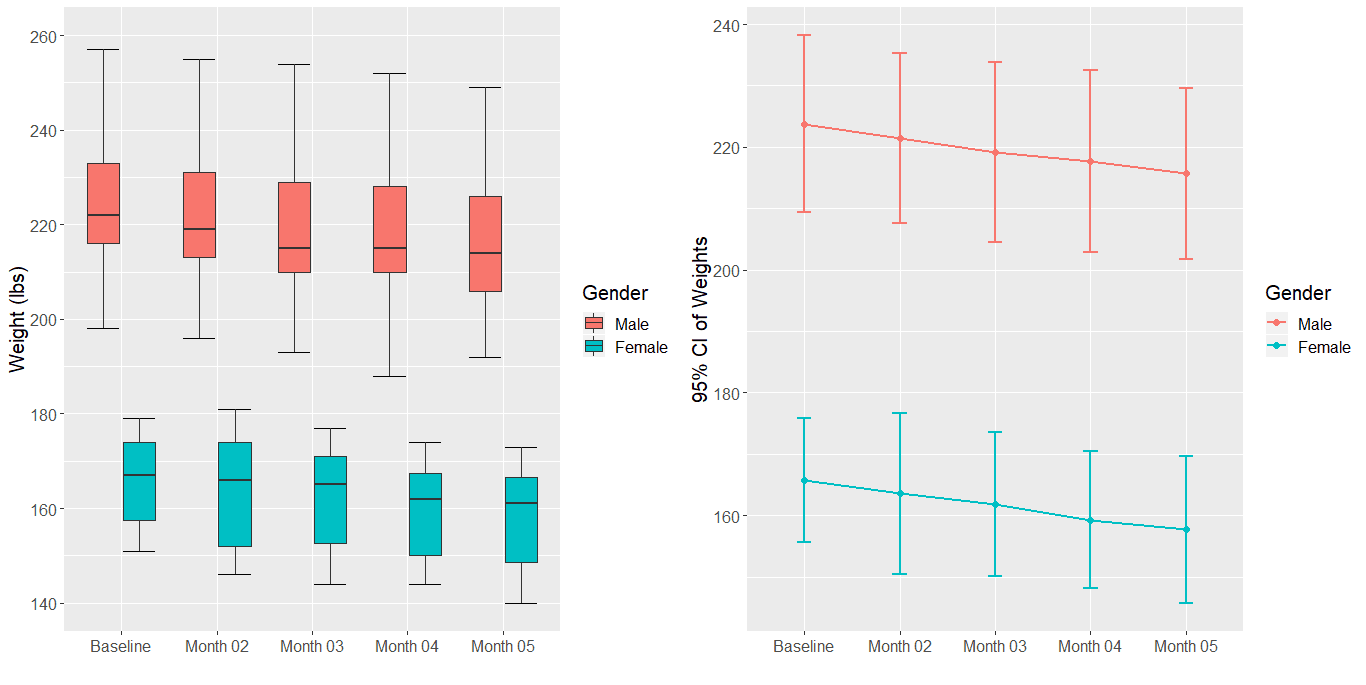 Weight (lbs)
260
240
220
200
180
160
140
Baseline Month 02 Month 03 Month 04 Month 05
Gender
Male
Female
95% CI of Weights
240
220
200
180
160
Baseline Month 02 Month 03 Month 04 Month 05
Gender
Male
Female